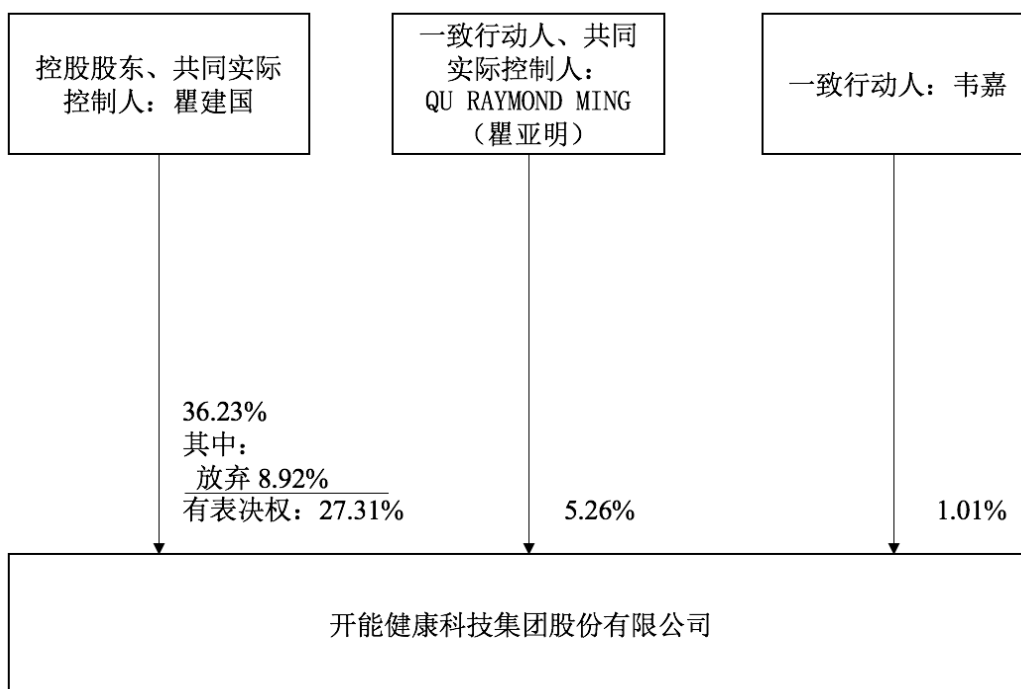 控股股东、共同实际
控制人：瞿建国
一致行动人、共同
实际控制人：
QU RAYMOND MING
（瞿亚明）
一致行动人：韦嘉
36.23%
其中：
放弃 8.92%
有表决权：27.31%
5.26%
1.01%
开能健康科技集团股份有限公司